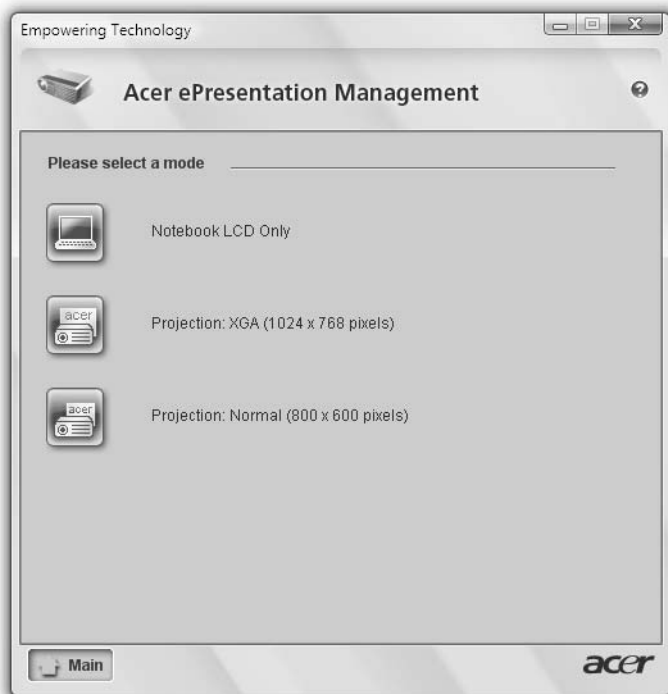 Empowering Technology
Acer ePresentation Management
Please select a mode
Notebook LCD Only
acer
Projection: XGA (1024 x 768 pixels)
acer
Projection: Normal (800 x 600 pixels)
Main
acer